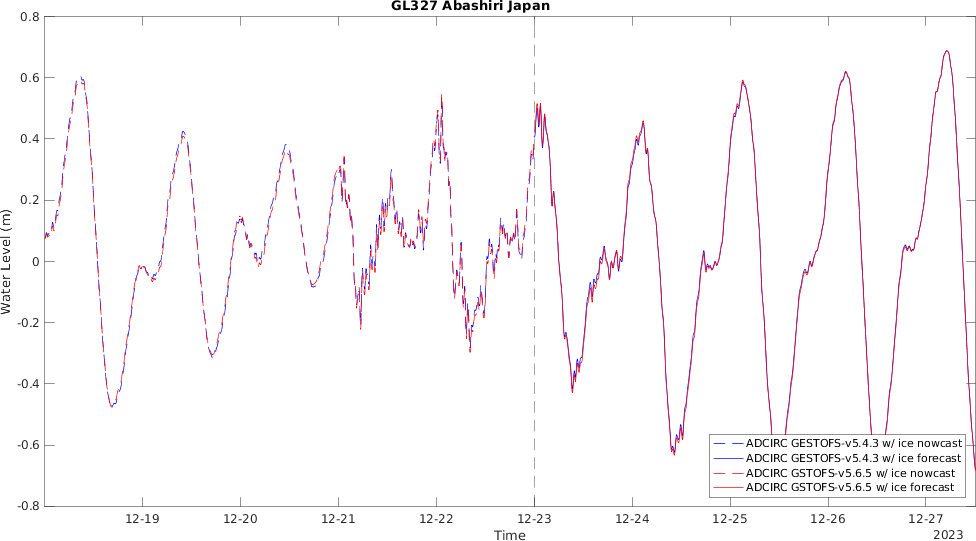 GL327 Abashiri Japan
0.8
0.6
0.4
0.2
0
-0.2
-0.4
-0.6
-0.8
Water Level (m)
12-19
12-20
12-21
12-22
12-23
12-24
12-25
12-26
12-27
Time
2023
ADCIRC GESTOFS-v5.4.3 w/ ice nowcast
ADCIRC GESTOFS-v5.4.3 w/ ice forecast
ADCIRC GSTOFS-v5.6.5 w/ ice nowcast
ADCIRC GSTOFS-v5.6.5 w/ ice forecast